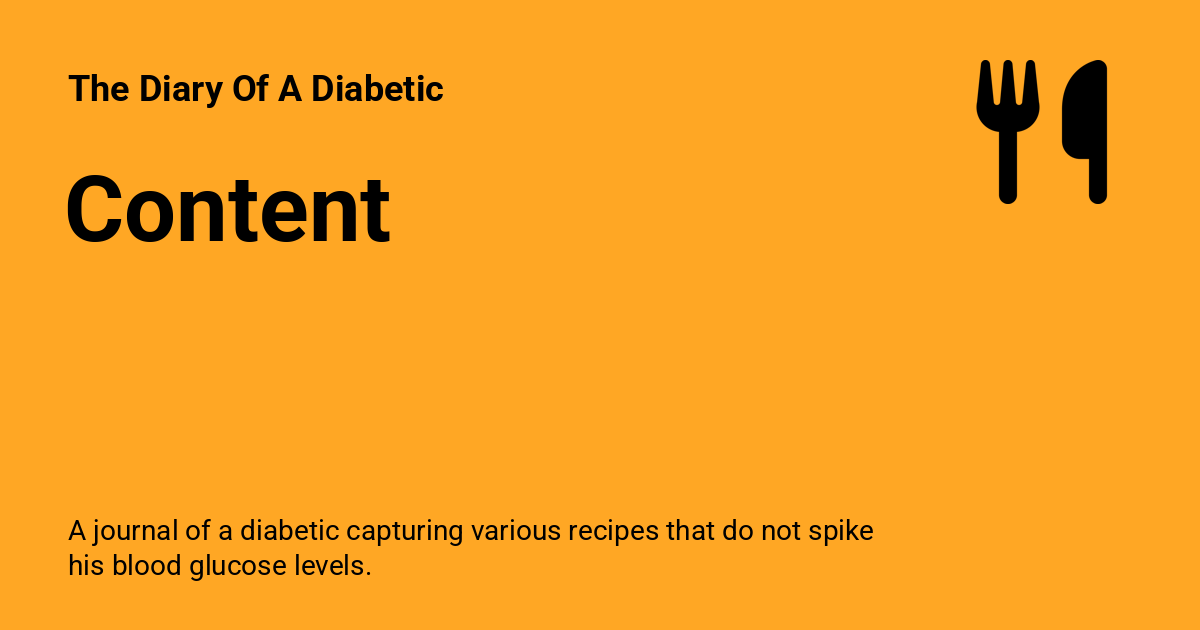 The Diary Of A Diabetic
Content
A journal of a diabetic capturing various recipes that do not spike
his blood glucose levels.